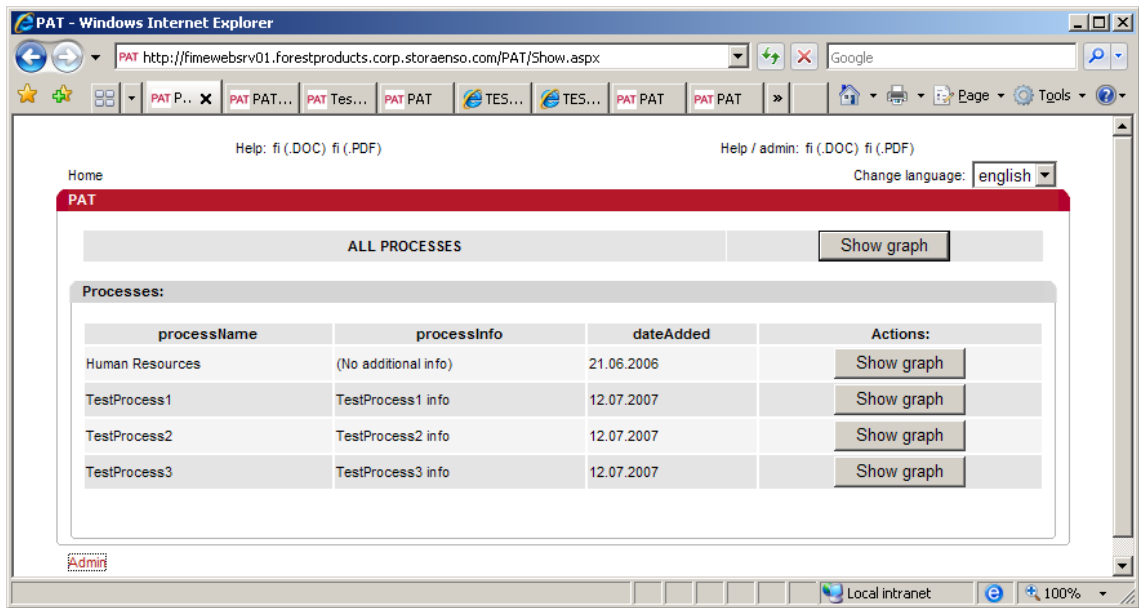 PAT - Windows Internet Explorer
PAT http://fimewebsrv01.forestproducts.corp.storaenso.com/PAT/Show.aspx Google
PAT P.. PAT PAT... PAT Tes... PAT PAT TES... TES... PAT PAT PAT PAT » Page Tools
Help: fi (.DOC) fi (.PDF) Help / admin: fi (.DOC) fi (.PDF)
Home Change language: english
PAT
ALL PROCESSES Show graph
Processes:
processName processInfo dateAdded Actions:
Human Resources (No additional info) 21.06.2006 Show graph
TestProcess1 TestProcess1 info 12.07.2007 Show graph
TestProcess2 TestProcess2 info 12.07.2007 Show graph
TestProcess3 TestProcess3 info 12.07.2007 Show graph
Admin
Local intranet 100%